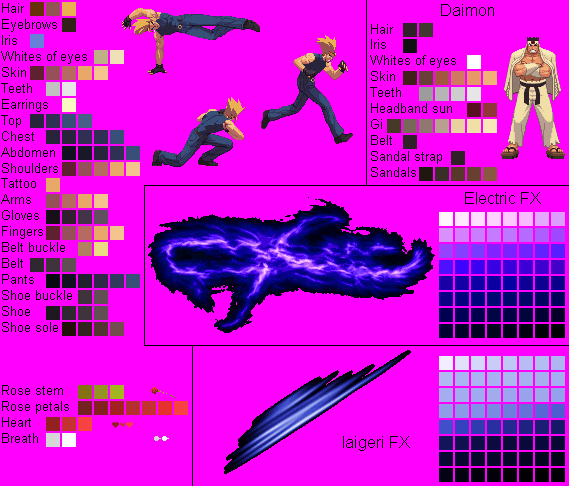 Hair
Eyebrows
Iris
Whites of eyes
Skin
Teeth
Earrings
Top
Chest
Abdomen
Shoulders
Tattoo
Arms
Gloves
Fingers
Belt buckle
Belt
Pants
Shoe buckle
Shoe
Shoe sole
Rose stem
Rose petals
Heart
Breath
Daimon
Hair
Iris
Whites of eyes
Skin
Teeth
Headband sun
Gi
Belt
Sandal strap
Sandals
Electric FX
Iaigeri FX